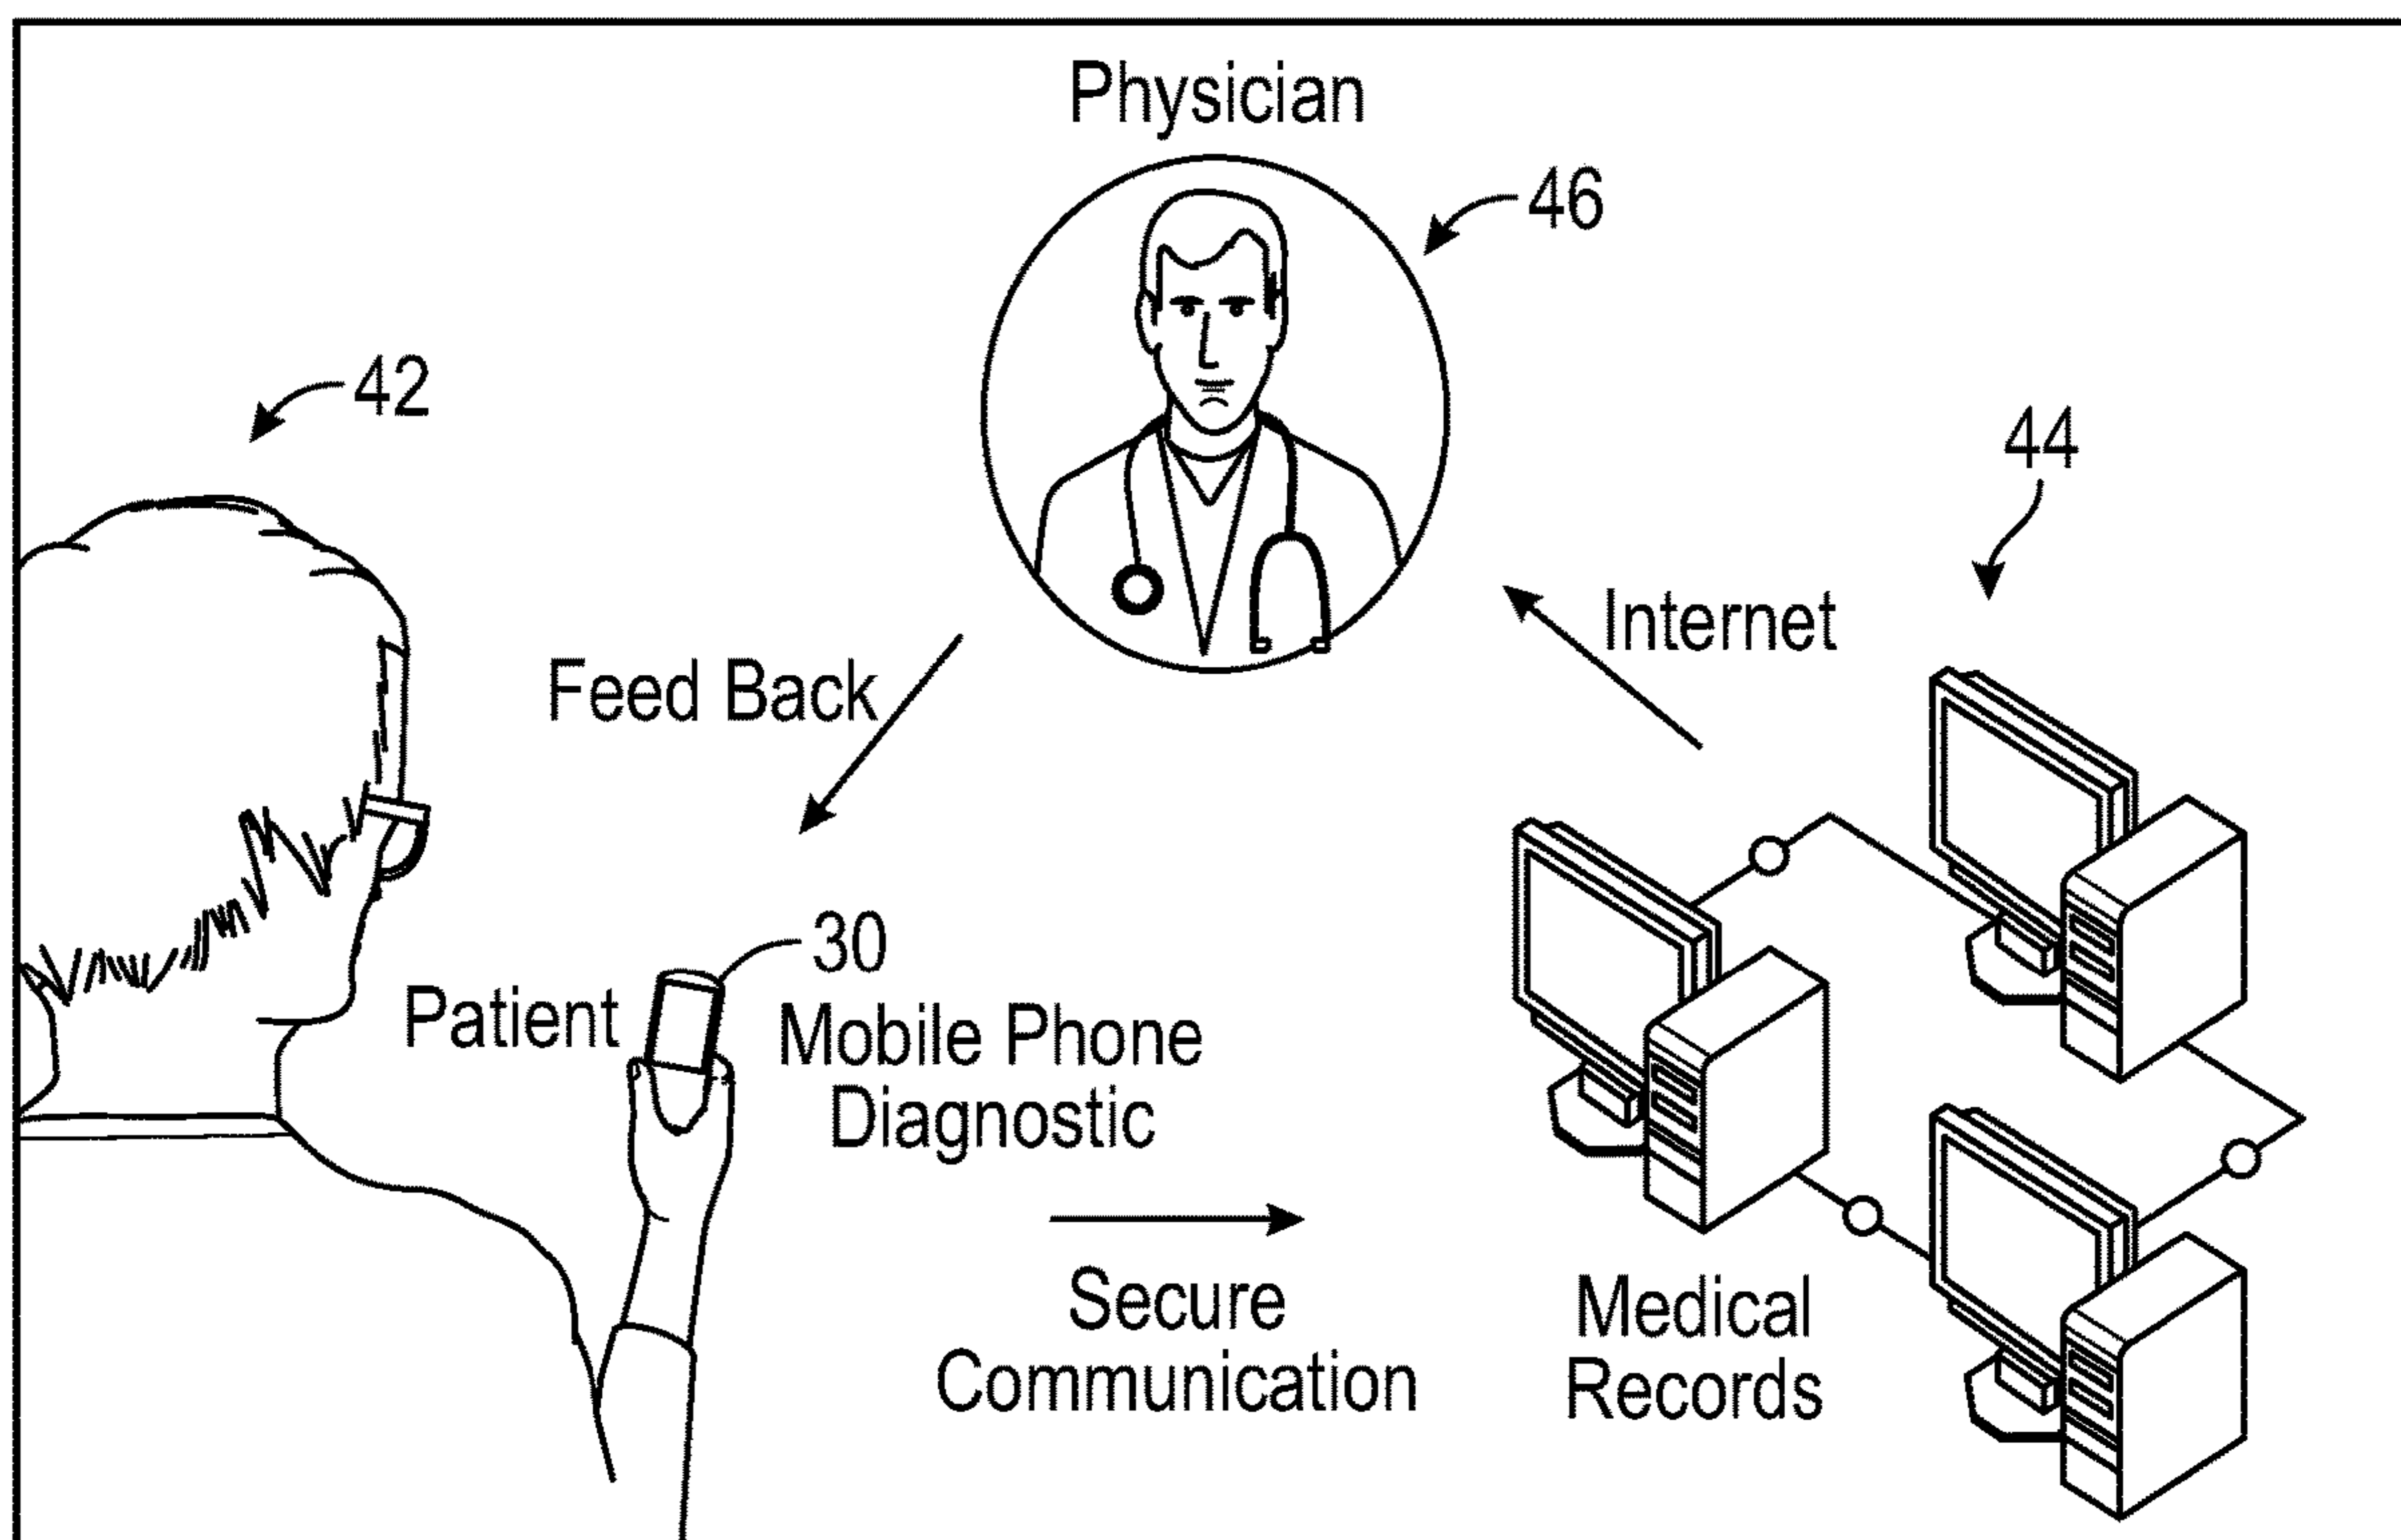 Physician
46
42
44
Internet
Feed Back
30
Patient
Mobile Phone
Diagnostic
Secure
Communication
Medical
Records